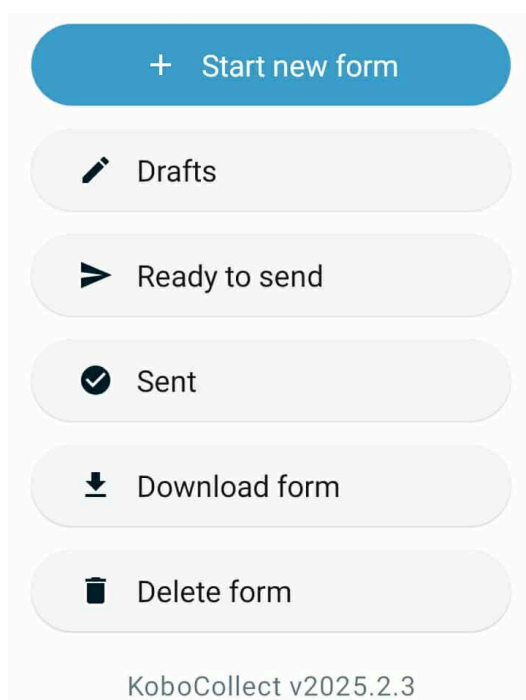 + Start new form
Drafts
Ready to send
Sent
Download form
Delete form
KoboCollect v2025.2.3